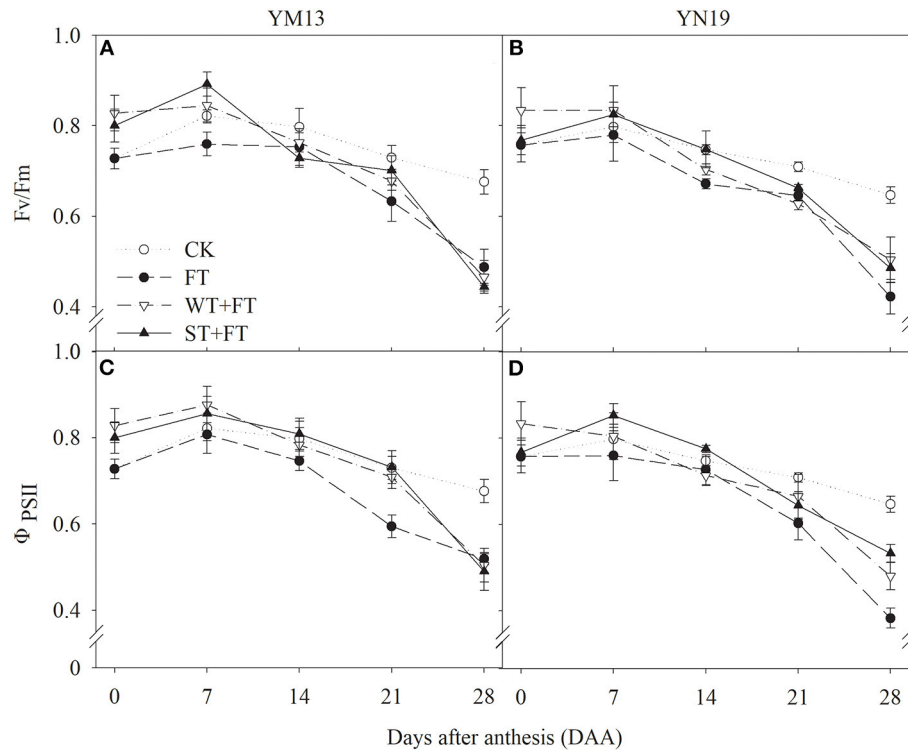 YM13
YN19
A
B
1.0
0.8
0.6
0.4
Fv/Fm
CK
FT
WT+FT
ST+FT
C
D
1.0
0.8
0.6
0.4
0
Φ PSII
0 7 14 21 28
0 7 14 21 28
Days after anthesis (DAA)